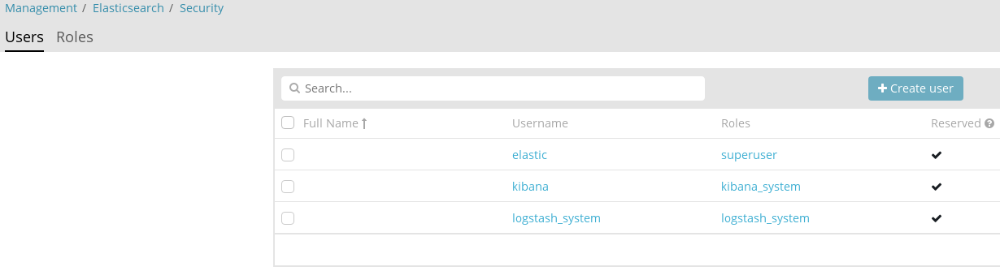 Management / Elasticsearch / Security
Users Roles
Search...
Create user
Full Name Username Roles Reserved
elastic superuser
kibana kibana_system
logstash_system logstash_system